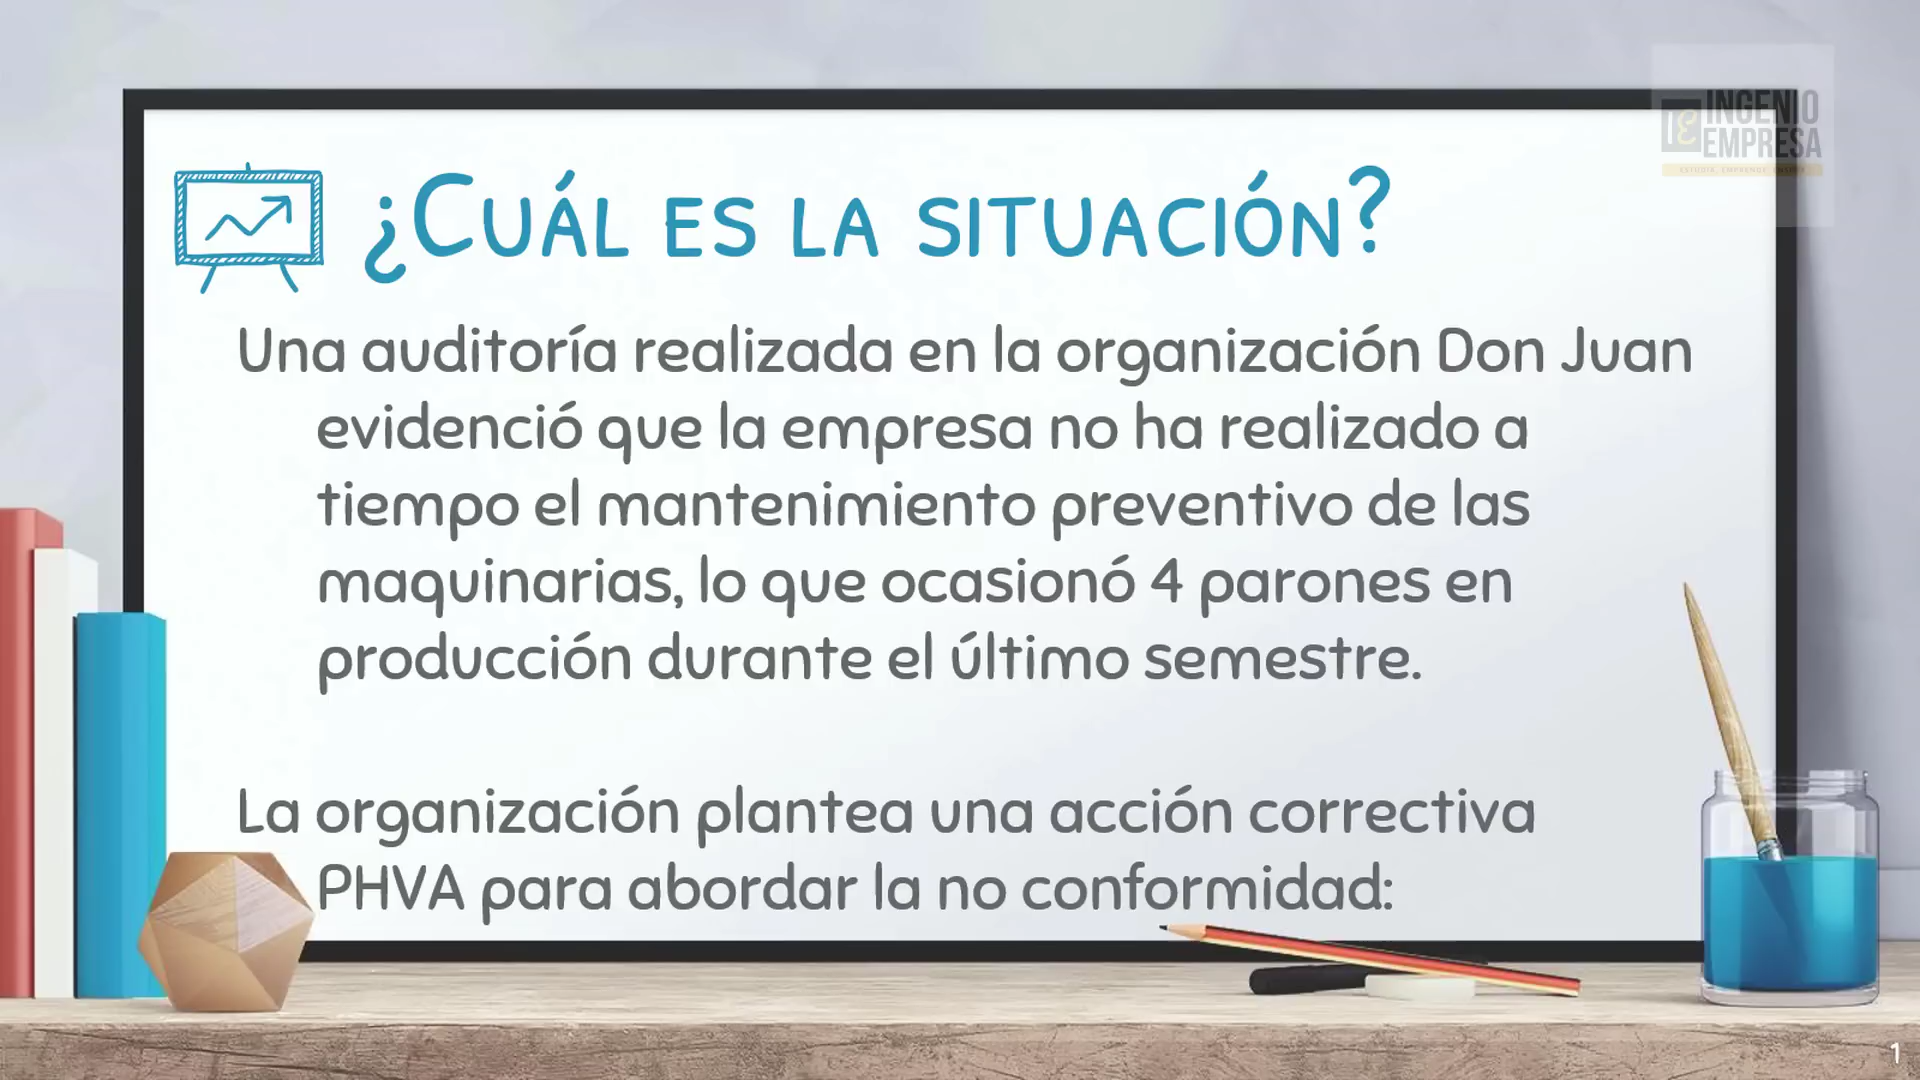 INGENIO
EMPRESA
¿CUÁL ES LA SITUACIÓN?
Una auditoría realizada en la organización Don Juan
evidenció que la empresa no ha realizado a
tiempo el mantenimiento preventivo de las
maquinarias, lo que ocasionó 4 parones en
producción durante el último semestre.
La organización plantea una acción correctiva
PHVA para abordar la no conformidad:
1